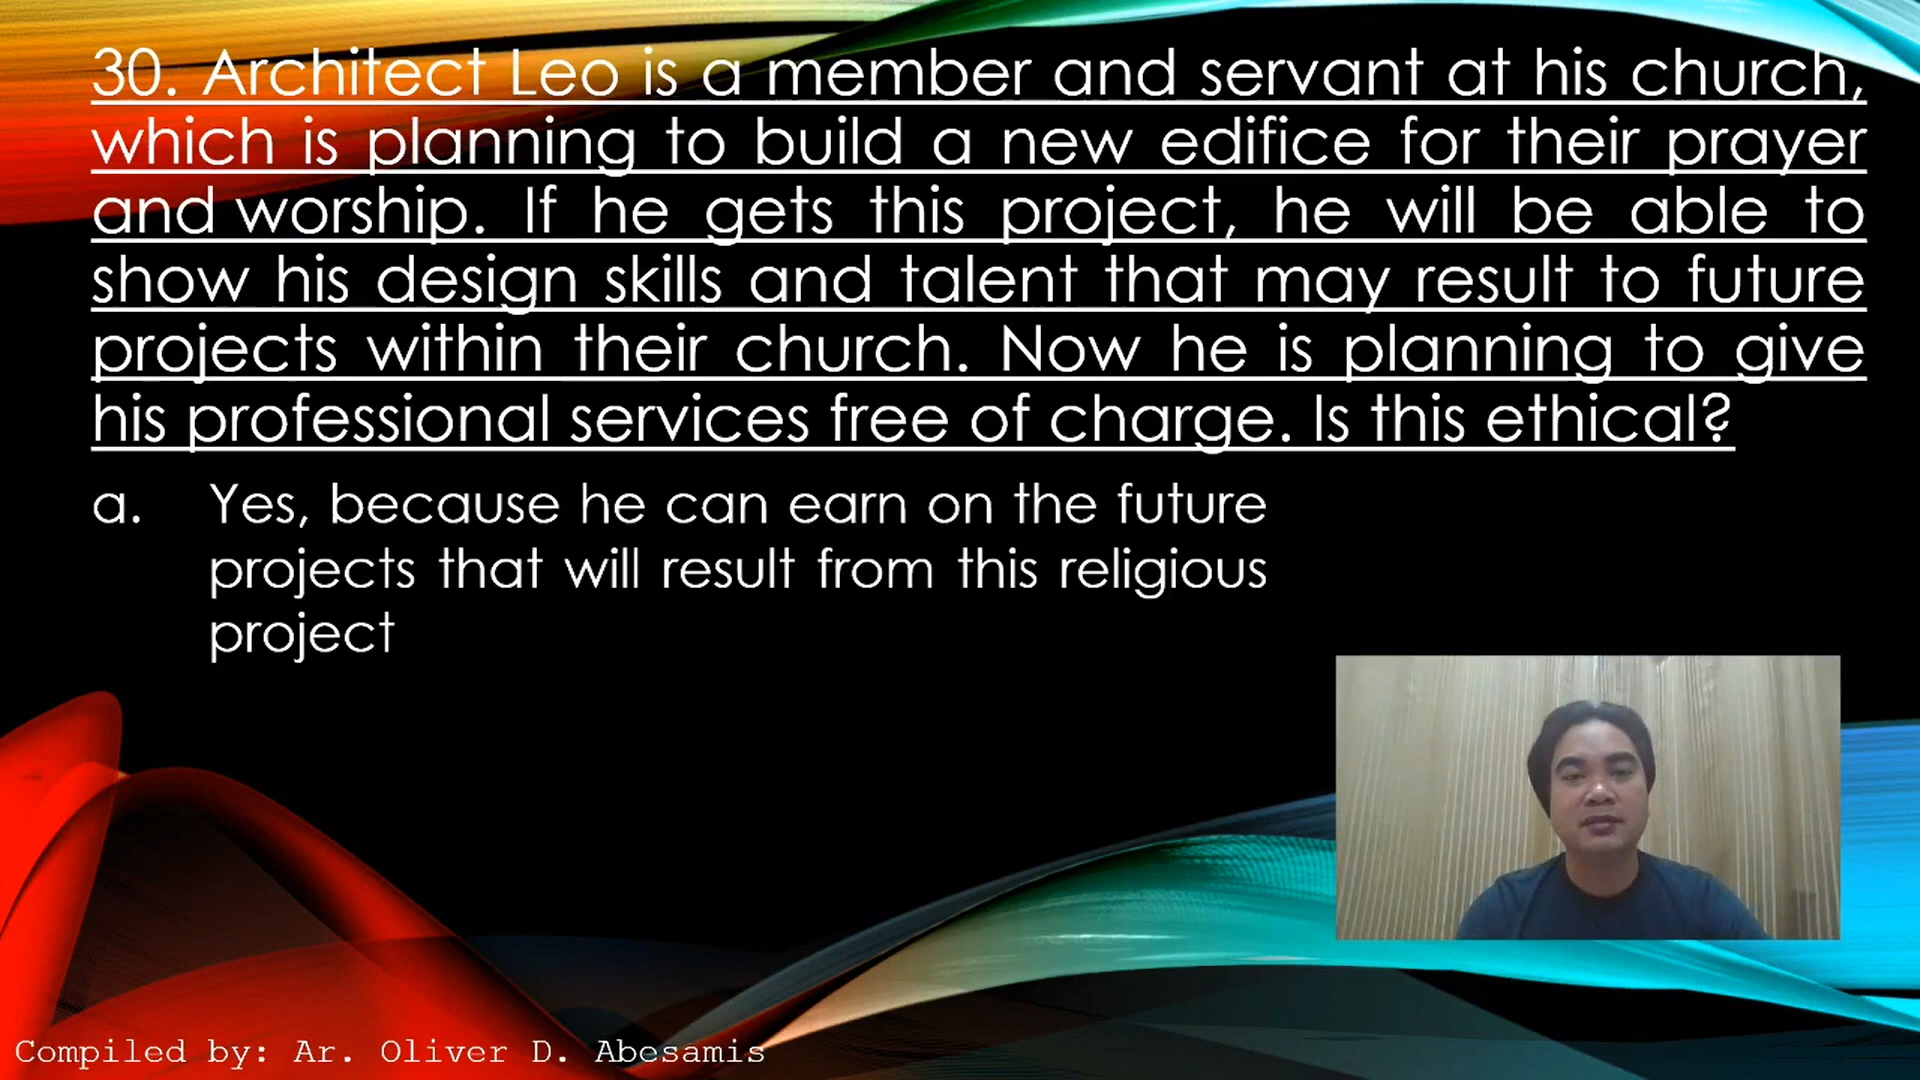 30. Architect Leo is a member and servant at his church,
which is planning to build a new edifice for their prayer
and worship. If he gets this project, he will be able to
show his design skills and talent that may result to future
projects within their church. Now he is planning to give
his professional services free of charge. Is this ethical?
a. Yes, because he can earn on the future
projects that will result from this religious
project
Compiled by: Ar. Oliver D. Abesamis